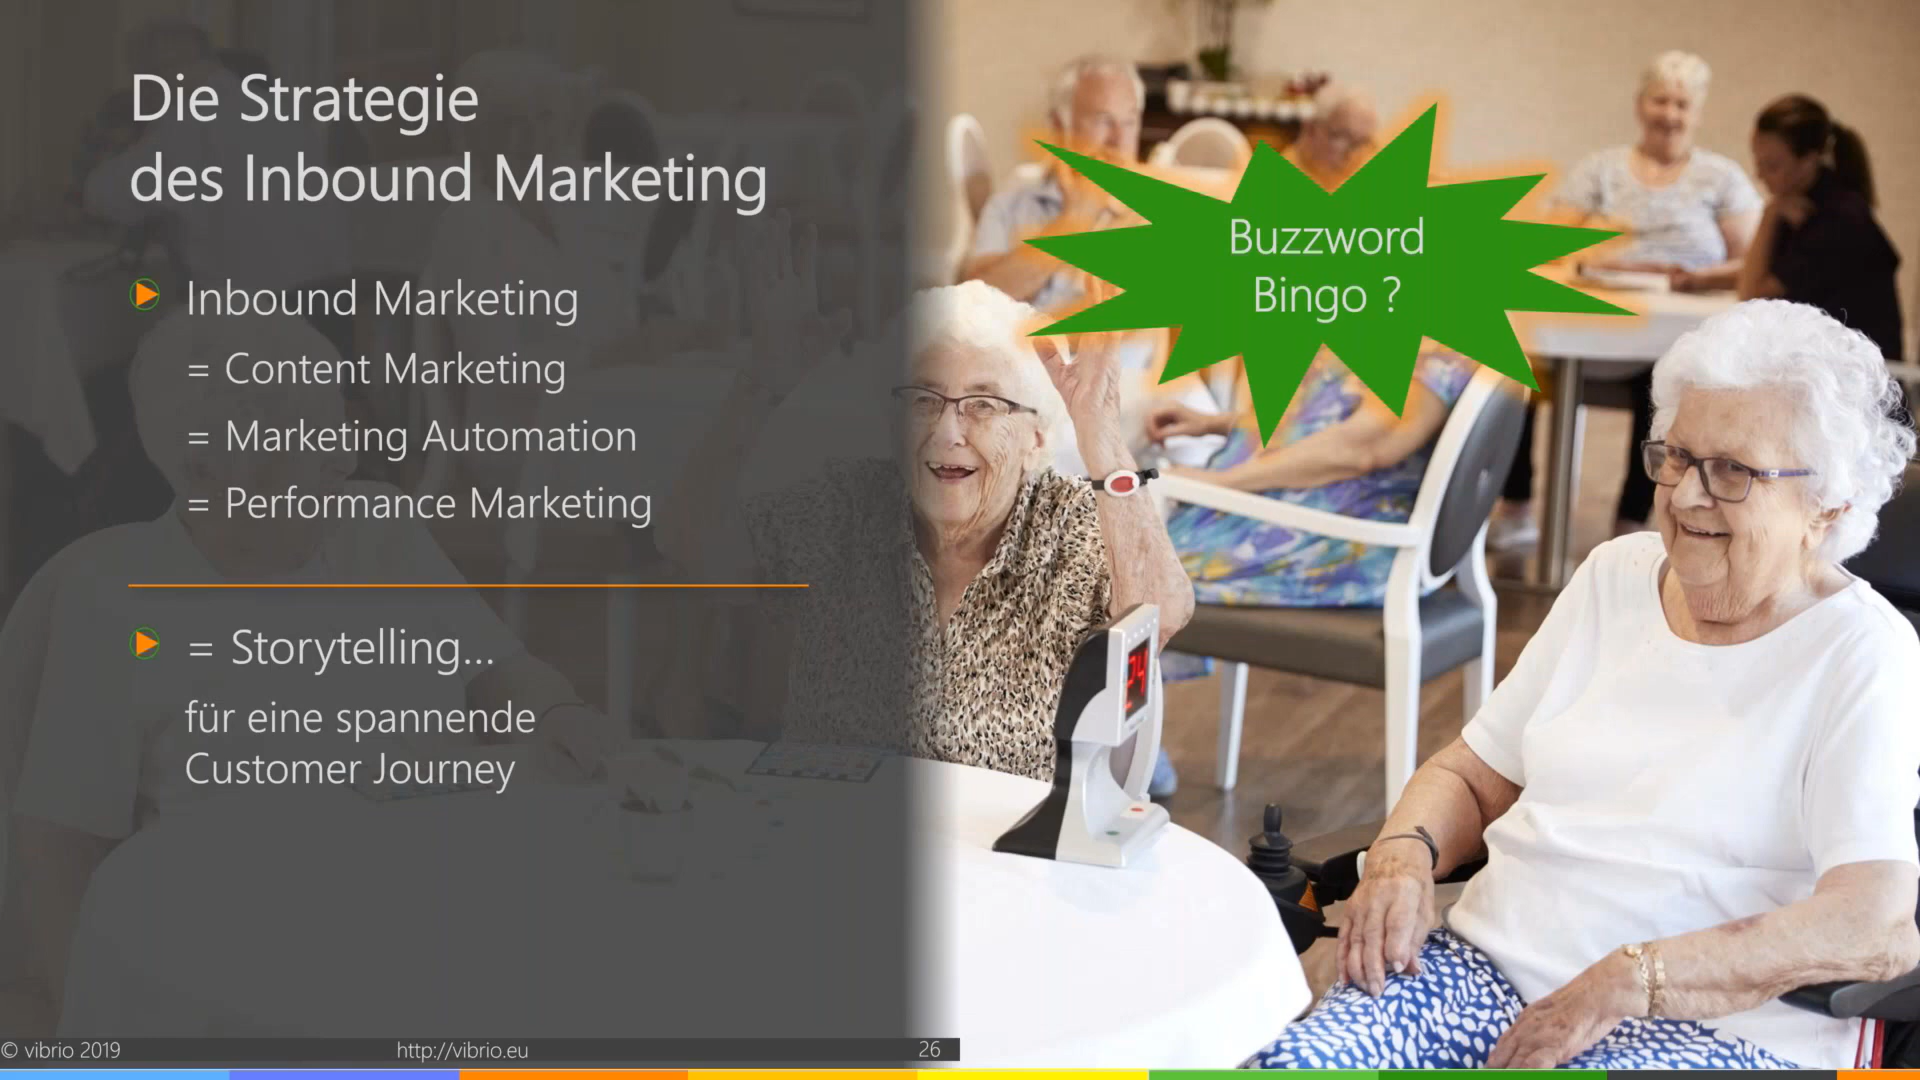 Die Strategie
des Inbound Marketing
Inbound Marketing
= Content Marketing
= Marketing Automation
= Performance Marketing
= Storytelling...
für eine spannende
Customer Journey
Buzzword
Bingo ?
24
© vibrio 2019
http://vibrio.eu
26